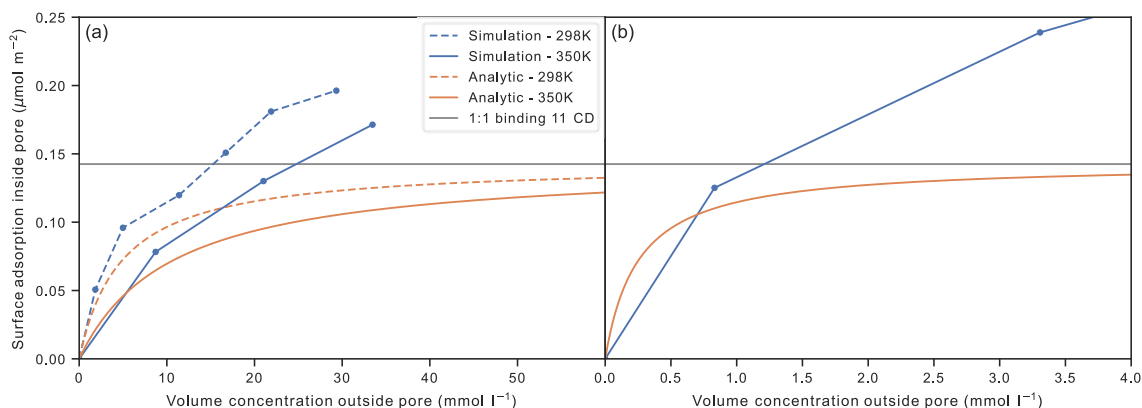 (a)
(b)
Simulation - 298K
Simulation - 350K
Analytic - 298K
Analytic - 350K
1:1 binding 11 CD
Surface adsorption inside pore (μmol m⁻²)
0.25
0.20
0.15
0.10
0.05
0.00
0 10 20 30 40 50 0.0 0.5 1.0 1.5 2.0 2.5 3.0 3.5 4.0
Volume concentration outside pore (mmol l⁻¹) Volume concentration outside pore (mmol l⁻¹)